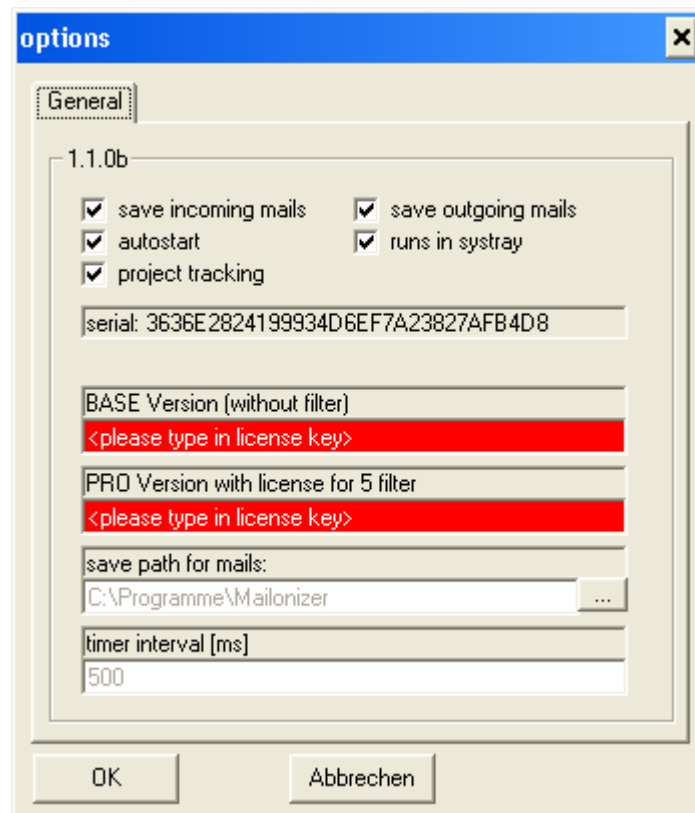 options
General
1.1.0b
save incoming mails save outgoing mails
autostart runs in systray
project tracking
serial: 3636E2824199934D6EF7A23827AFB4D8
BASE Version (without filter)
<please type in license key>
PRO Version with license for 5 filter
<please type in license key>
save path for mails:
C:\Programme\Mailonizer ...
timer interval [ms]
500
OK Abbrechen